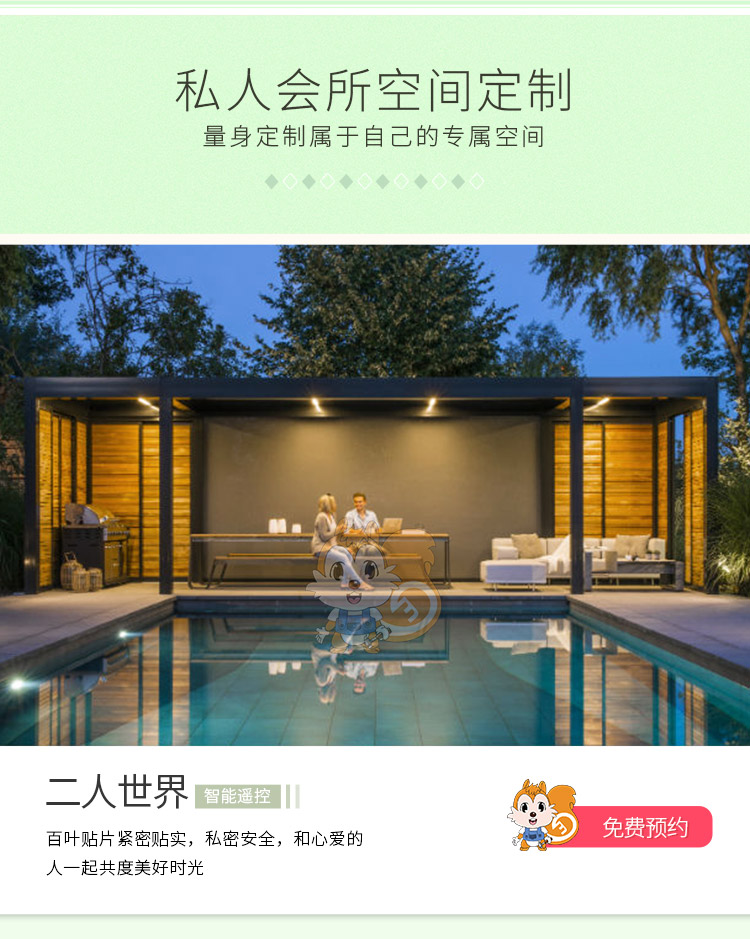 私人会所空间定制
量身定制属于自己的专属空间
二人世界 智能遥控
百叶贴片紧密贴实，私密安全，和心爱的
人一起共度美好时光
免费预约